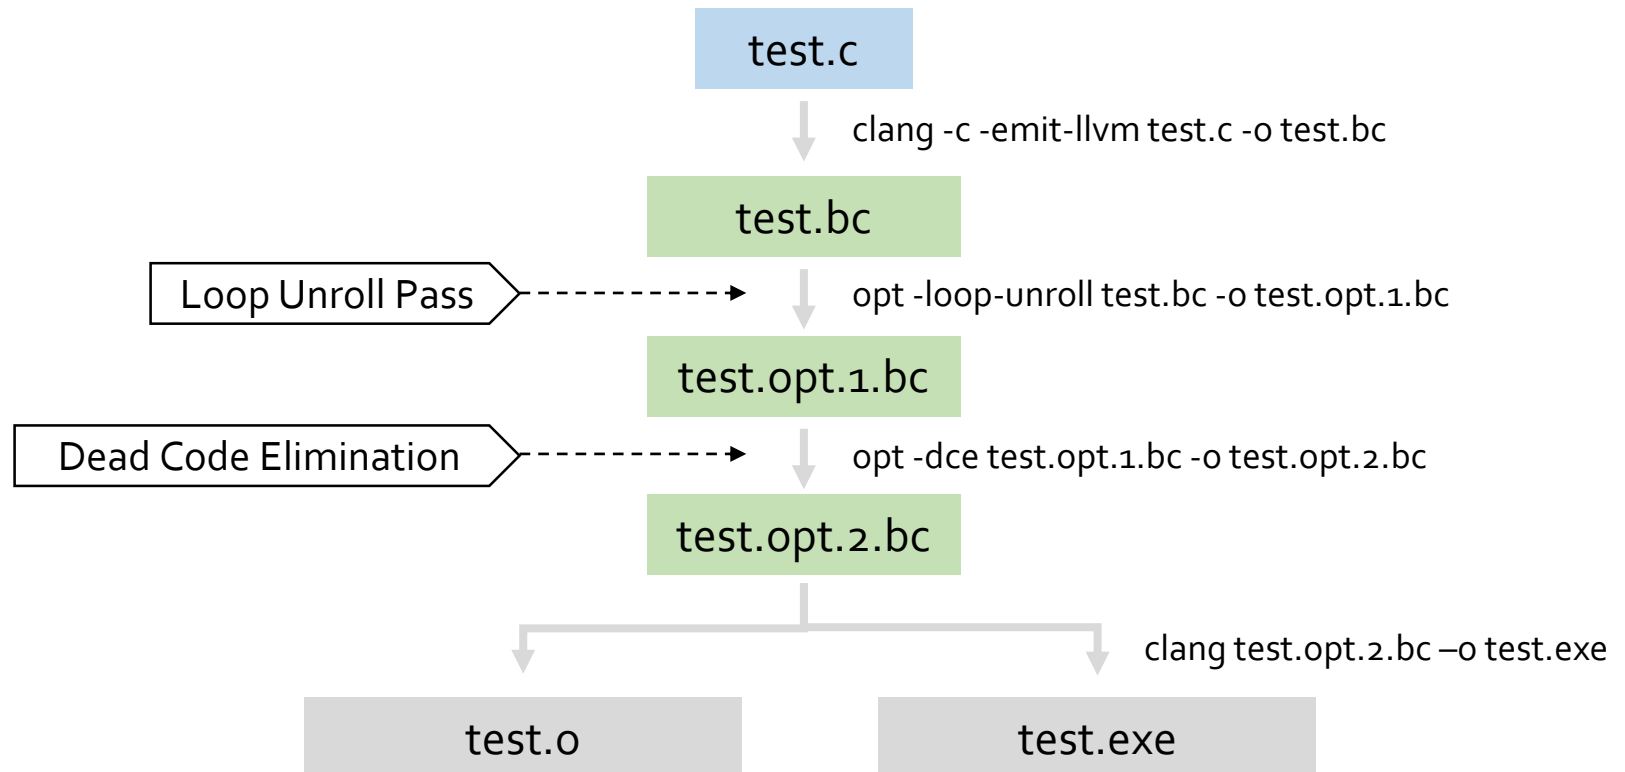 test.c
clang -c -emit-llvm test.c -o test.bc
test.bc
Loop Unroll Pass
opt -loop-unroll test.bc -o test.opt.1.bc
test.opt.1.bc
Dead Code Elimination
opt -dce test.opt.1.bc -o test.opt.2.bc
test.opt.2.bc
clang test.opt.2.bc –o test.exe
test.o
test.exe